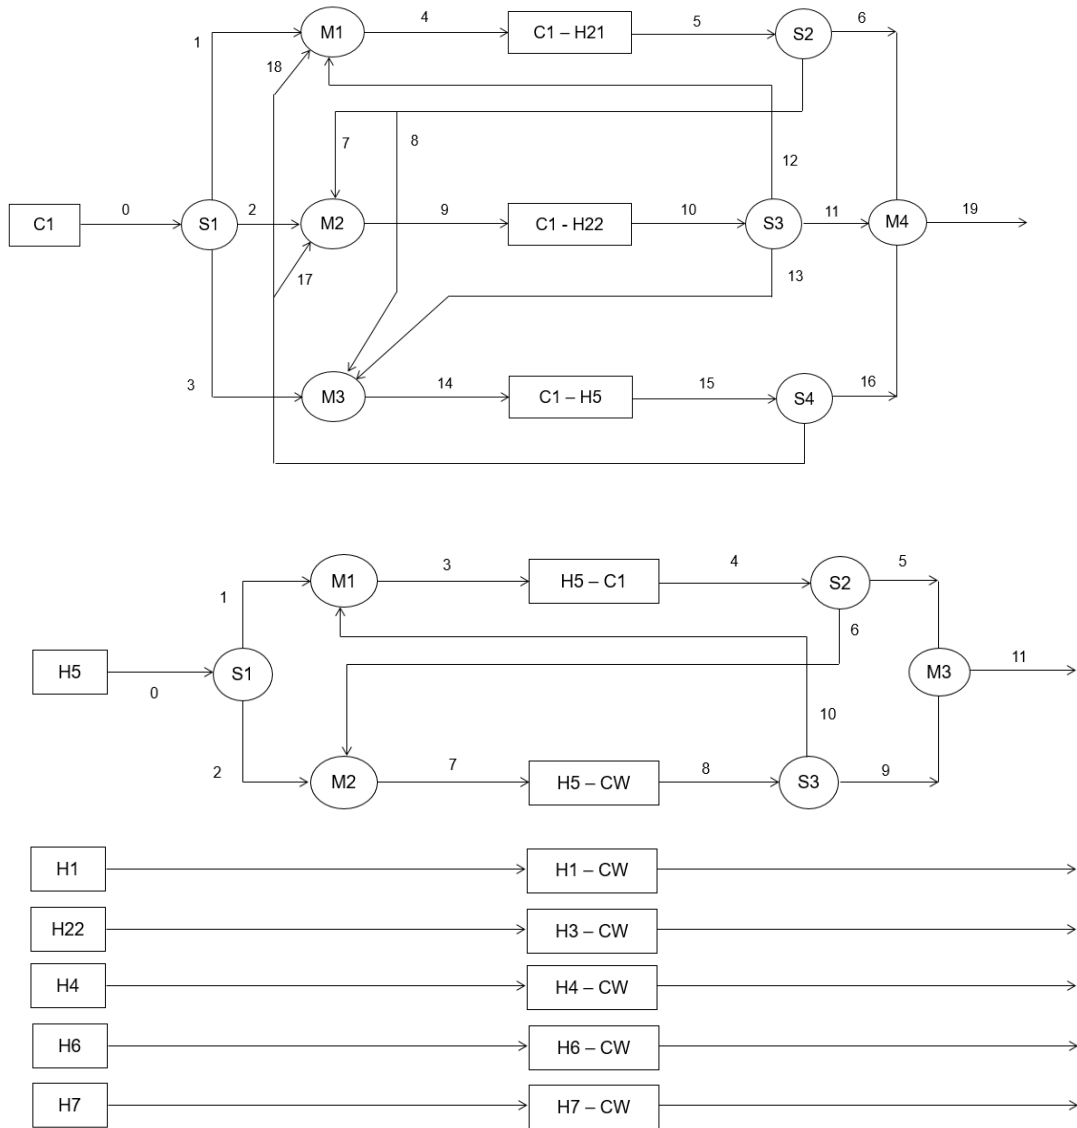 1
M1
4
C1 – H21
5
S2
6
18
7
8
12
C1
0
S1
2
M2
9
C1 - H22
10
S3
11
M4
19
17
13
3
M3
14
C1 – H5
15
S4
16
1
M1
3
H5 – C1
4
S2
5
6
H5
0
S1
M3
11
10
2
M2
7
H5 – CW
8
S3
9
H1
H1 – CW
H22
H3 – CW
H4
H4 – CW
H6
H6 – CW
H7
H7 – CW